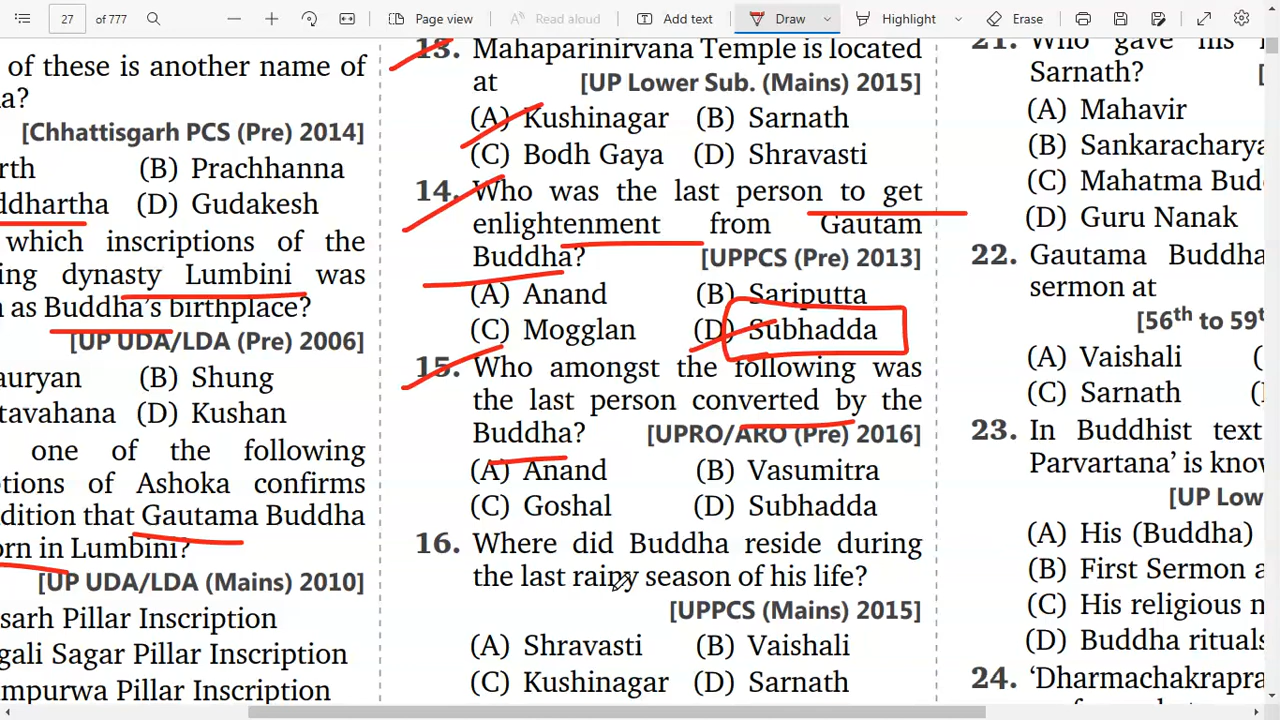 27
of 777
Page view
Read aloud
Add text
Draw
Highlight
Erase
of these is another name of
a?
[Chhattisgarh PCS (Pre) 2014]
rth (B) Prachhanna
ddhartha (D) Gudakesh
which inscriptions of the
ing dynasty Lumbini was
n as Buddha's birthplace?
[UP UDA/LDA (Pre) 2006]
auryan (B) Shung
tavahana (D) Kushan
one of the following
tions of Ashoka confirms
dition that Gautama Buddha
orn in Lumbini?
[UP UDA/LDA (Mains) 2010]
sarh Pillar Inscription
gali Sagar Pillar Inscription
mpurwa Pillar Inscription
13. Mahaparinirvana Temple is located
at [UP Lower Sub. (Mains) 2015]
(A) Kushinagar (B) Sarnath
(C) Bodh Gaya (D) Shravasti
14. Who was the last person to get
enlightenment from Gautam
Buddha? [UPPCS (Pre) 2013]
(A) Anand (B) Sariputta
(C) Mogglan (D) Subhadda
15. Who amongst the following was
the last person converted by the
Buddha? [UPRO/ARO (Pre) 2016]
(A) Anand (B) Vasumitra
(C) Goshal (D) Subhadda
16. Where did Buddha reside during
the last rainy season of his life?
[UPPCS (Mains) 2015]
(A) Shravasti (B) Vaishali
(C) Kushinagar (D) Sarnath
21. Who gave his
Sarnath? [
(A) Mahavir
(B) Sankaracharya
(C) Mahatma Bud
(D) Guru Nanak
22. Gautama Buddha
sermon at
[56th to 59th
(A) Vaishali (
(C) Sarnath (
23. In Buddhist text
Parvartana' is know
[UP Low
(A) His (Buddha)
(B) First Sermon a
(C) His religious
(D) Buddha rituals
24. 'Dharmachakrapra